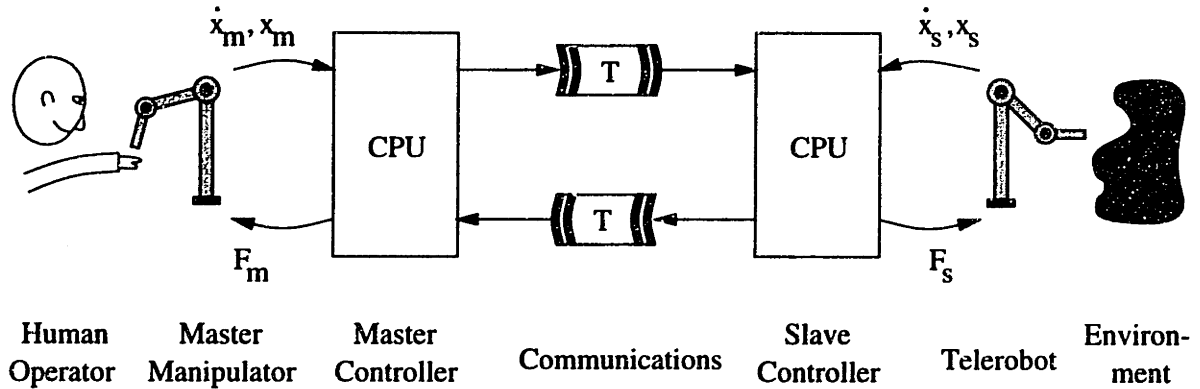 ẋm, xm
ẋs, xs
T
CPU
CPU
T
Fm
Fs
Human Operator
Master Manipulator
Master Controller
Communications
Slave Controller
Telerobot
Environ-
ment